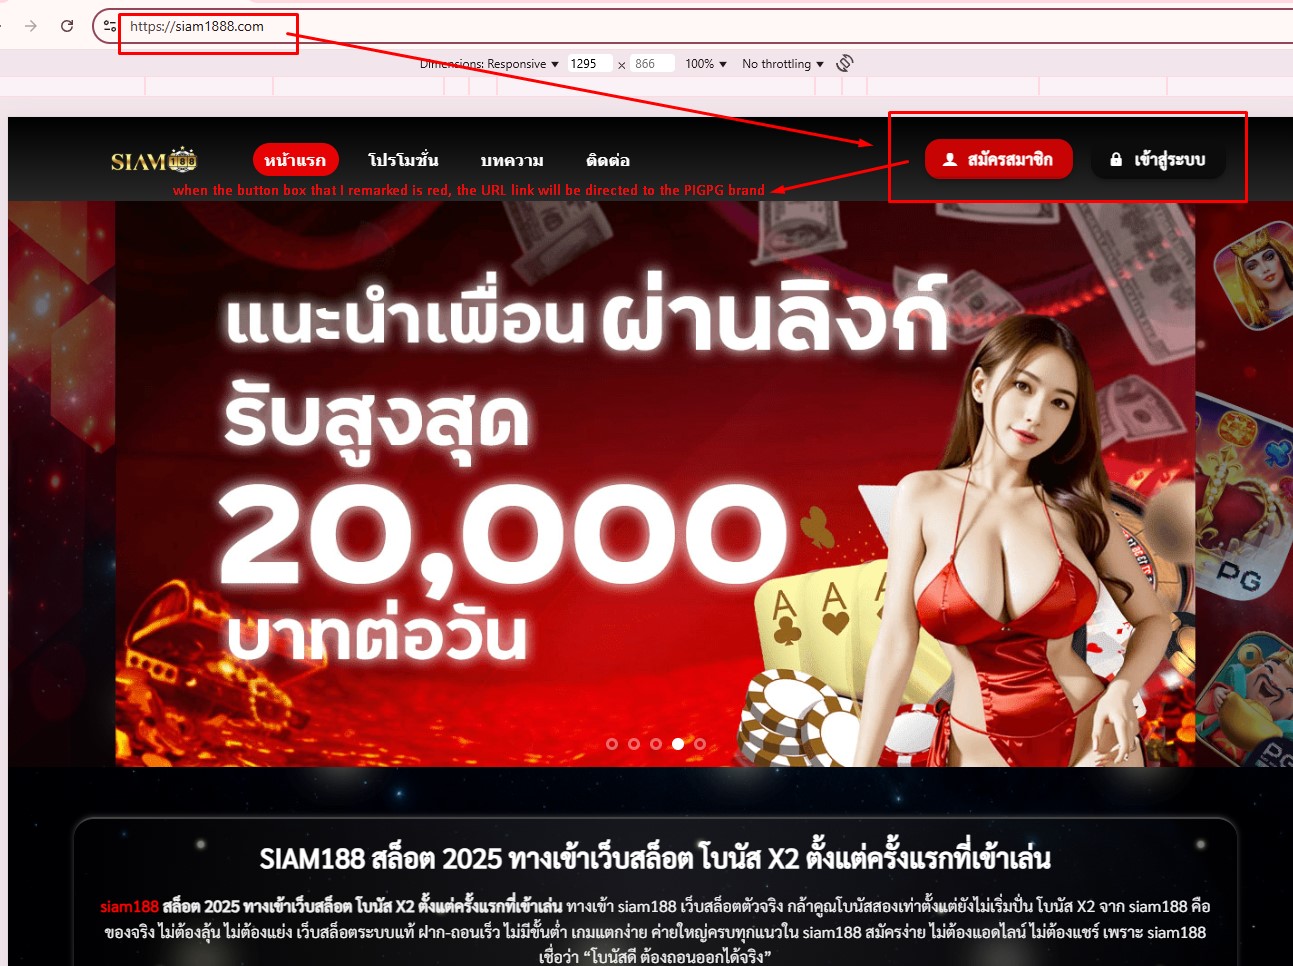 https://siam1888.com
Dimensions: Responsive ▼ 1295 × 866 100% ▼ No throttling ▼
SIAM188 หน้าแรก โปรโมชั่น บทความ ติดต่อ สมัครสมาชิก เข้าสู่ระบบ
when the button box that I remarked is red, the URL link will be directed to the PIGPG brand
แนะนำเพื่อน ผ่านลิงก์
รับสูงสุด
20,000
บาทต่อวัน
A A A
PG
PG
SIAM188 สล็อต 2025 ทางเข้าเว็บสล็อต โบนัส X2 ตั้งแต่ครั้งแรกที่เข้าเล่น
siam188 สล็อต 2025 ทางเข้าเว็บสล็อต โบนัส X2 ตั้งแต่ครั้งแรกที่เข้าเล่น ทางเข้า siam188 เว็บสล็อตตัวจริง กล้าคูณโบนัสสองเท่าตั้งแต่ยังไม่เริ่มปั่น โบนัส X2 จาก siam188 คือ
ของจริง ไม่ต้องลุ้น ไม่ต้องแย่ง เว็บสล็อตระบบแท้ ฝาก-ถอนเร็ว ไม่มีขั้นต่ำ เกมแตกง่าย ค่ายใหญ่ครบทุกแนวใน siam188 สมัครง่าย ไม่ต้องแอดไลน์ ไม่ต้องแชร์ เพราะ siam188
เชื่อว่า “โบนัสดี ต้องถอนออกได้จริง”